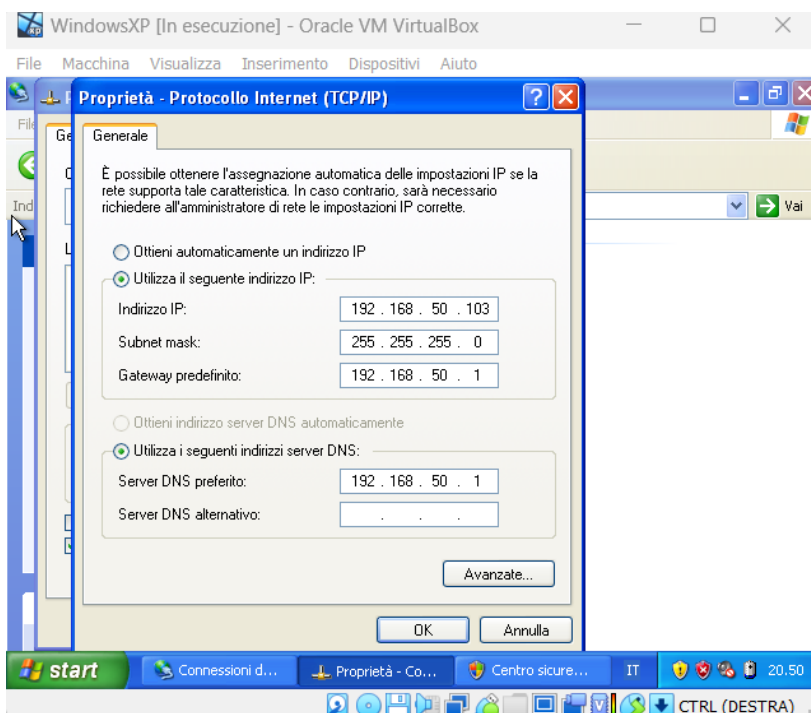 WindowsXP [In esecuzione] - Oracle VM VirtualBox
File Macchina Visualizza Inserimento Dispositivi Aiuto
Proprietà - Protocollo Internet (TCP/IP)
Generale
È possibile ottenere l'assegnazione automatica delle impostazioni IP se la
rete supporta tale caratteristica. In caso contrario, sarà necessario
richiedere all'amministratore di rete le impostazioni IP corrette.
Vai
Ottieni automaticamente un indirizzo IP
Utilizza il seguente indirizzo IP:
Indirizzo IP: 192 . 168 . 50 . 103
Subnet mask: 255 . 255 . 255 . 0
Gateway predefinito: 192 . 168 . 50 . 1
Ottieni indirizzo server DNS automaticamente
Utilizza i seguenti indirizzi server DNS:
Server DNS preferito: 192 . 168 . 50 . 1
Server DNS alternativo: . . .
Avanzate...
OK Annulla
start Connessioni d... Proprietà - Co... Centro sicure... IT 20.50
CTRL (DESTRA)